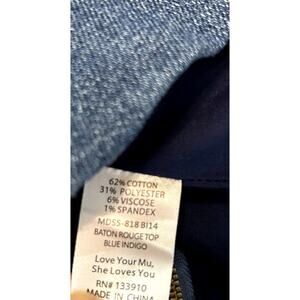 62% COTTON
31% POLYESTER
6% VISCOSE
1% SPANDEX
MD55-818 BI14
BATON ROUGE TOP
BLUE INDIGO
Love Your Mu,
She Loves You
RN# 133910
MADE IN CHINA